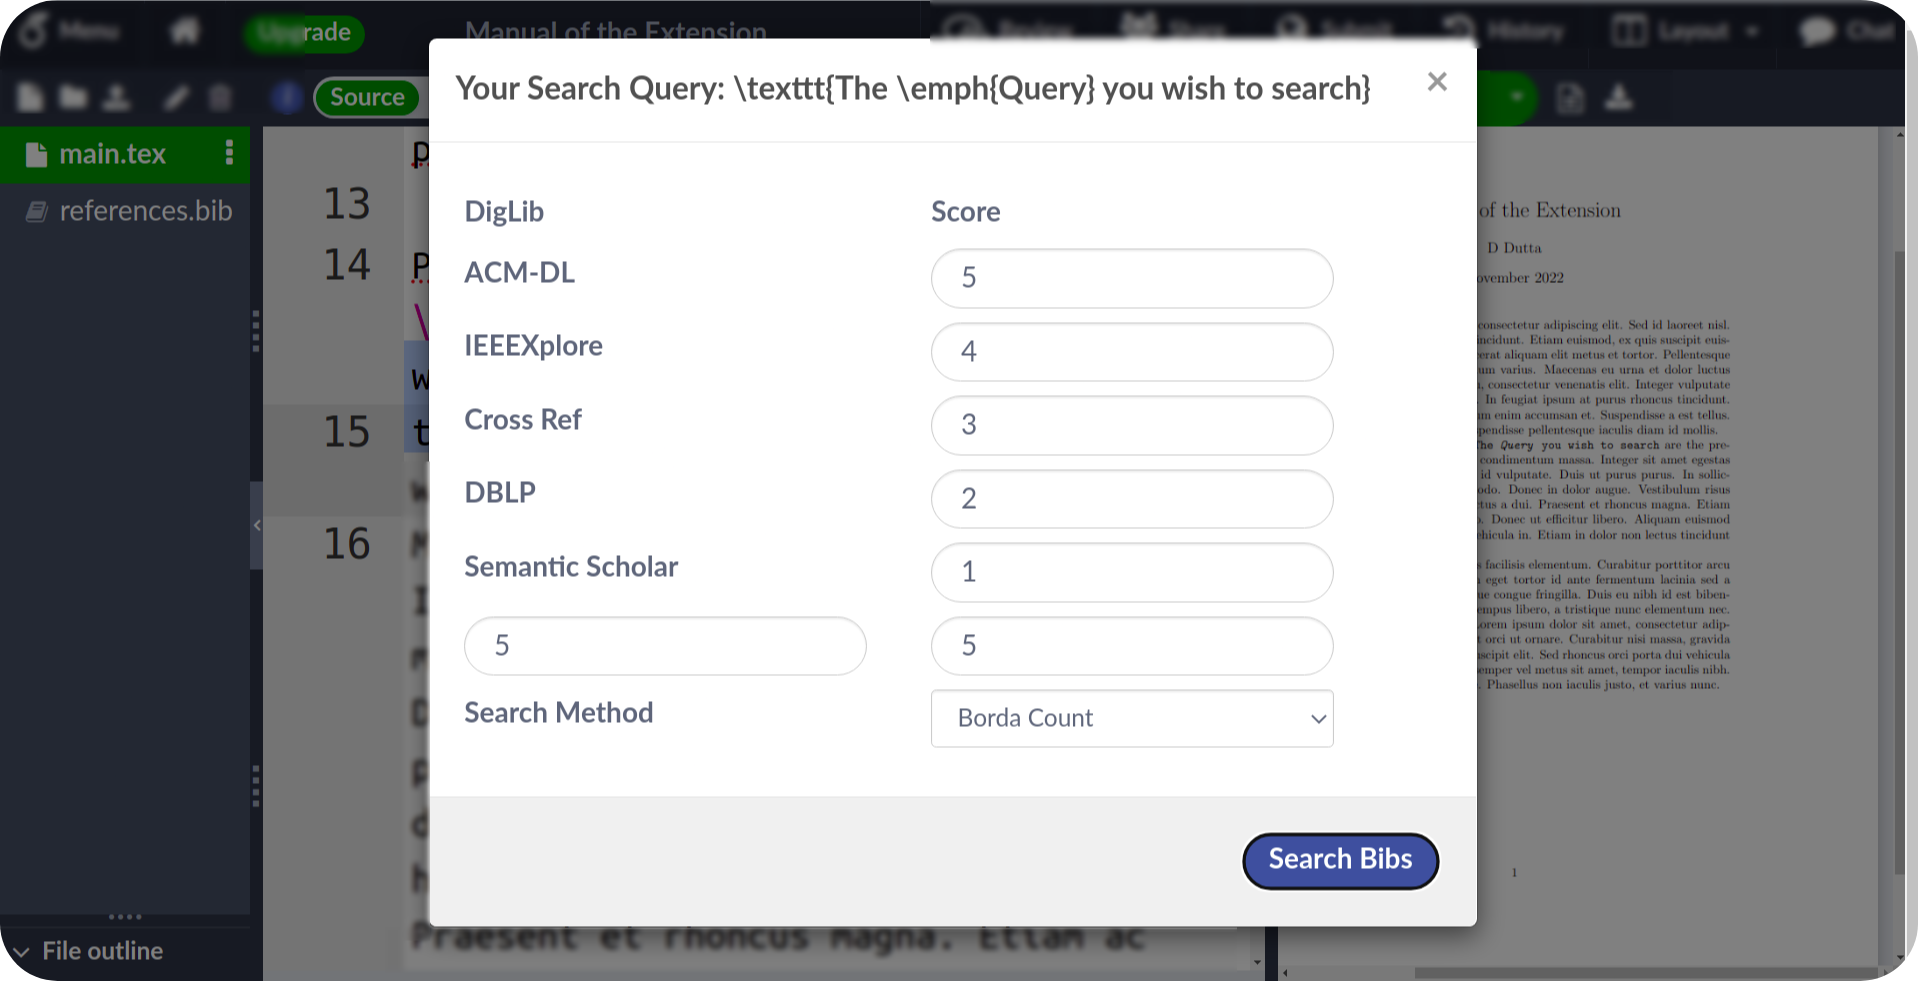 Menu
Upgrade
Manual of the Extension
Review
Share
Submit
History
Layout
Chat
Source
main.tex
references.bib
File outline
13
14
15
16
Praesent et rhoncus magna. Etiam ac
Your Search Query: \texttt{The \emph{Query} you wish to search}
×
DigLib
Score
ACM-DL
5
IEEEXplore
4
Cross Ref
3
DBLP
2
Semantic Scholar
1
5
5
Search Method
Borda Count
Search Bibs
of the Extension
D Dutta
ovember 2022
consectetur adipiscing elit. Sed id laoreet nisl.
incidunt. Etiam euismod, ex quis suscipit euis-
erat aliquam elit metus et tortor. Pellentesque
um varius. Maecenas eu urna et dolor luctus
, consectetur venenatis elit. Integer vulputate
. In feugiat ipsum at purus rhoncus tincidunt.
um enim accumsan et. Suspendisse a est tellus.
pendisse pellentesque iaculis diam id mollis.
he Query you wish to search are the pre-
condimentum massa. Integer sit amet egestas
id vulputate. Duis ut purus purus. In sollic-
odo. Donec in dolor augue. Vestibulum risus
tus a dui. Praesent et rhoncus magna. Etiam
. Donec ut efficitur libero. Aliquam euismod
ehicula in. Etiam in dolor non lectus tincidunt
facilisis elementum. Curabitur porttitor arcu
eget tortor id ante fermentum lacinia sed a
ue congue fringilla. Duis eu nibh id est biben-
empus libero, a tristique nunc elementum nec.
orem ipsum dolor sit amet, consectetur adip-
t orci ut ornare. Curabitur nisi massa, gravida
scipit elit. Sed rhoncus orci porta dui vehicula
emper vel metus sit amet, tempor iaculis nibh.
. Phasellus non iaculis justo, et varius nunc.
1